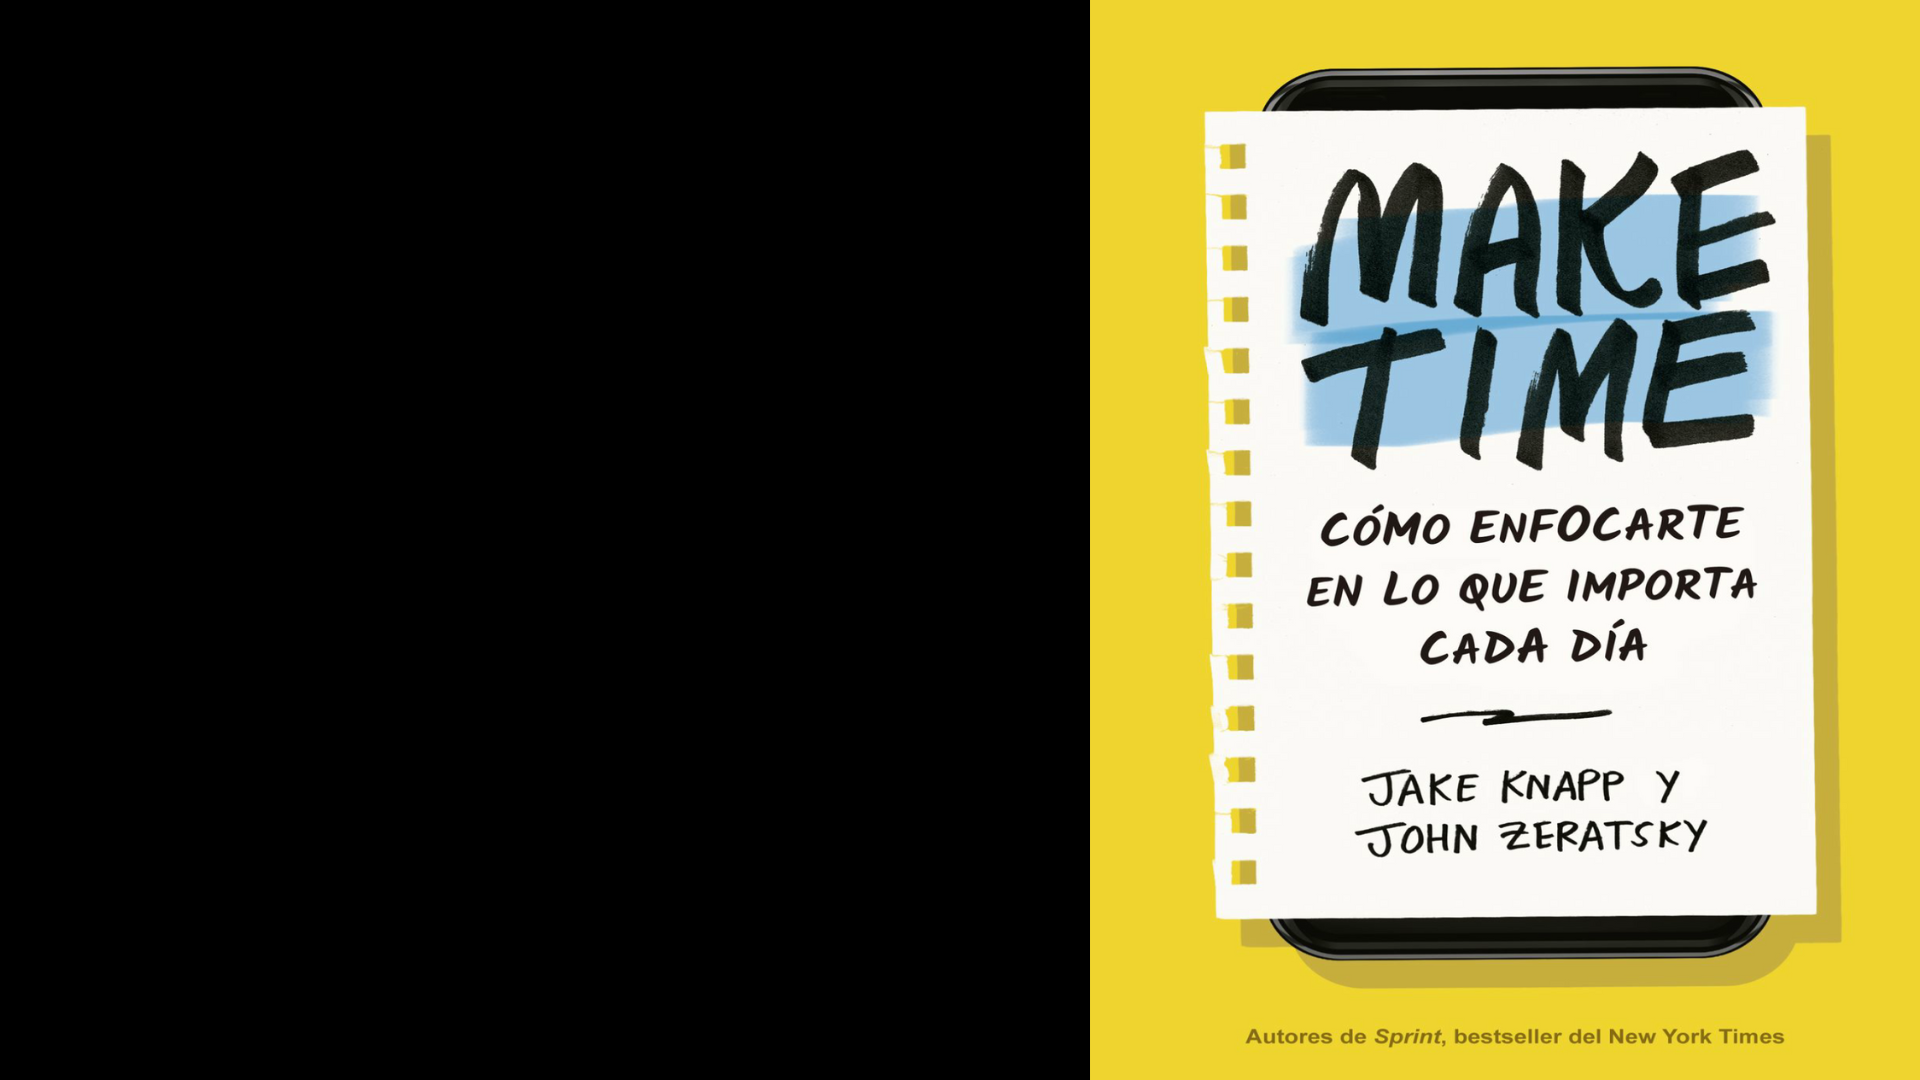 MAKE
TIME
CÓMO ENFOCARTE
EN LO QUE IMPORTA
CADA DÍA
JAKE KNAPP Y
JOHN ZERATSKY
Autores de Sprint, bestseller del New York Times